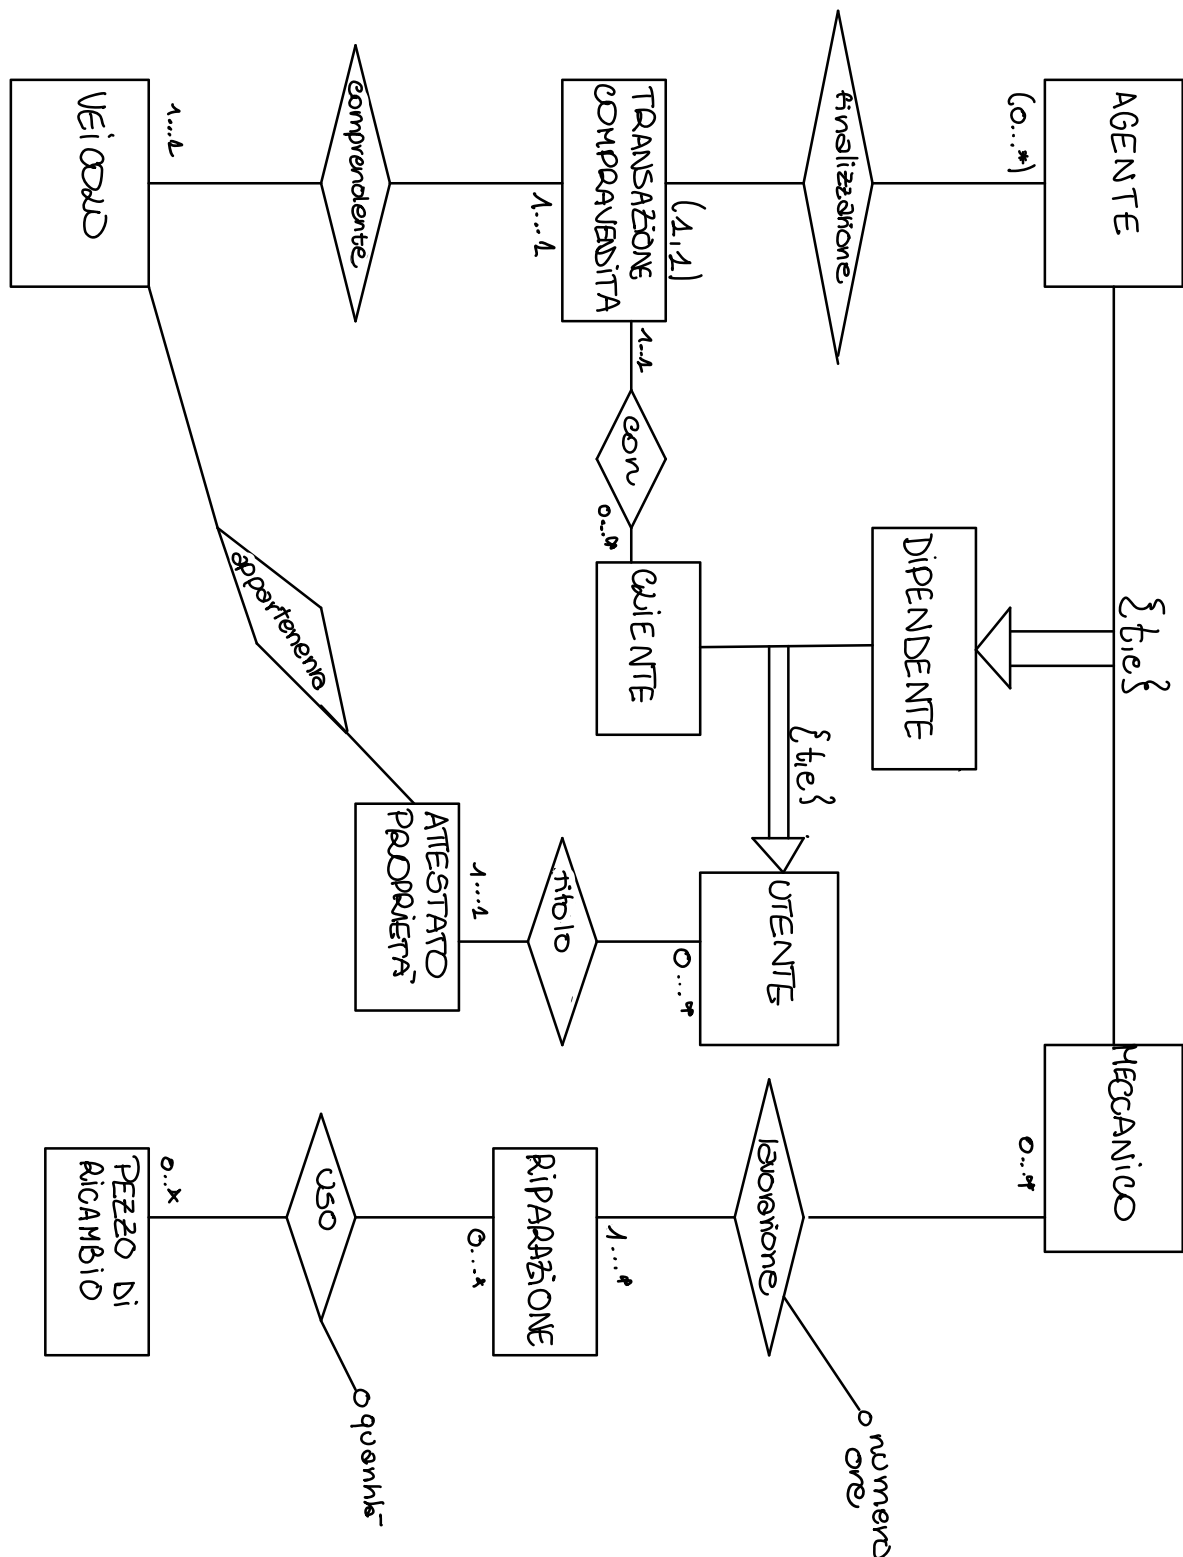 AGENTE
(0...*)
finalizzazione
(1,1)
TRANSAZIONE
COMPRAVENDITA
1...1
comprendente
1...1
VEICOLO
1...1
con
0...*
CLIENTE
{t,e}
DIPENDENTE
{t,e}
UTENTE
0...*
titolo
1...1
ATTESTATO
PROPRIETÀ
appartenenza
MECCANICO
0...*
lavorazione
numero
ore
1...*
RIPARAZIONE
0...*
uso
quantità
0...*
PEZZO DI
RICAMBIO